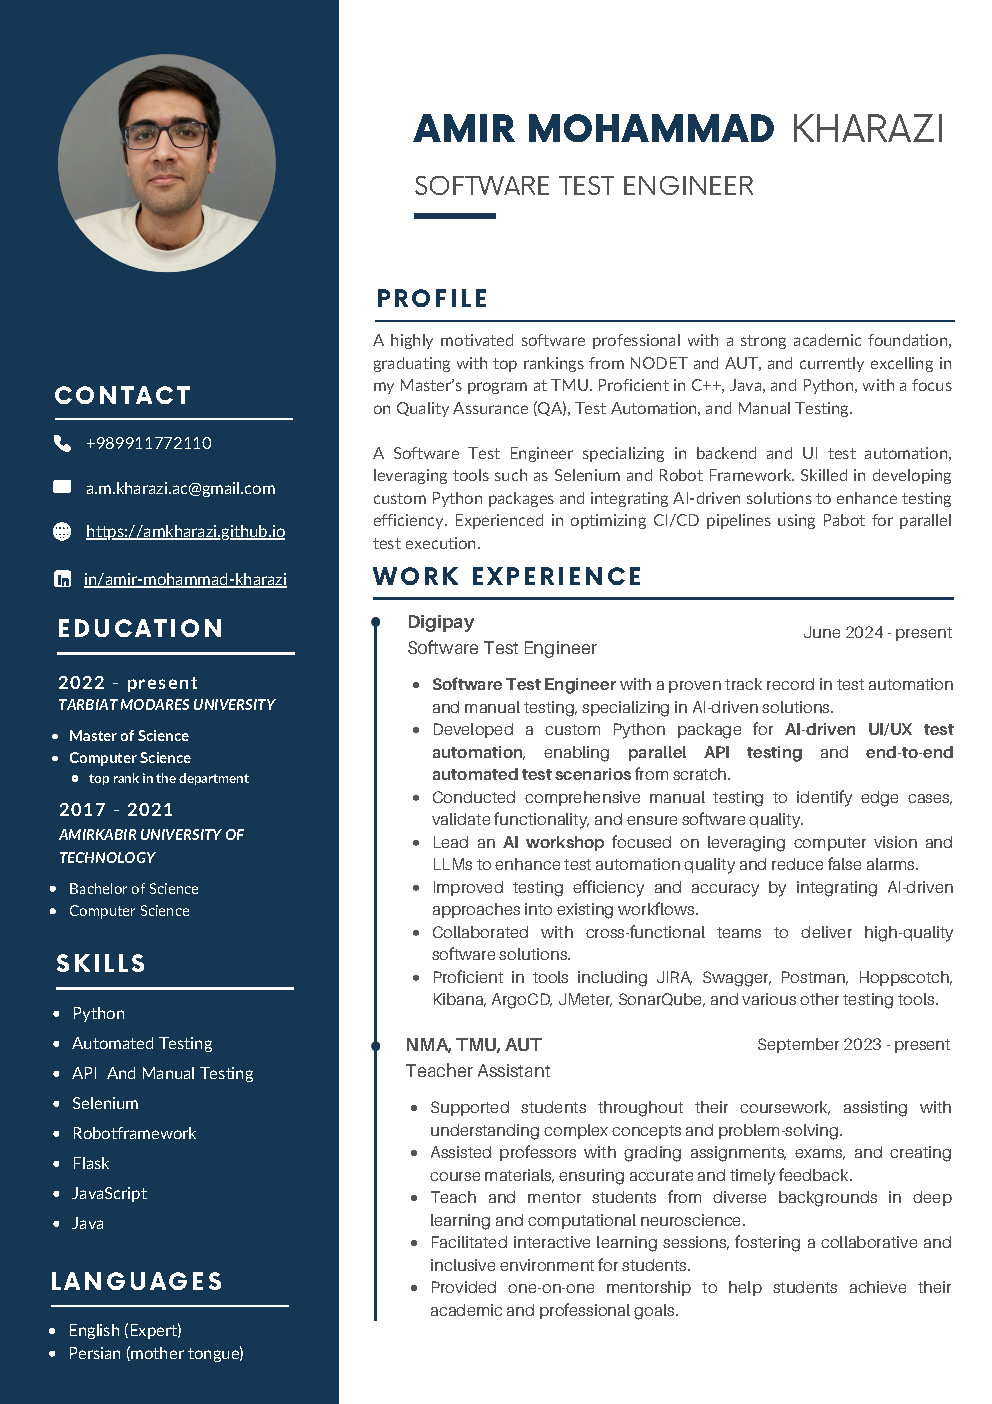 AMIR MOHAMMAD KHARAZI
SOFTWARE TEST ENGINEER
CONTACT
+989911772110
a.m.kharazi.ac@gmail.com
https://amkharazi.github.io
in/amir-mohammad-kharazi
EDUCATION
2022 - present
TARBIAT MODARES UNIVERSITY
Master of Science
Computer Science
top rank in the department
2017 - 2021
AMIRKABIR UNIVERSITY OF
TECHNOLOGY
Bachelor of Science
Computer Science
SKILLS
Python
Automated Testing
API And Manual Testing
Selenium
Robotframework
Flask
JavaScript
Java
LANGUAGES
English (Expert)
Persian (mother tongue)
PROFILE
A highly motivated software professional with a strong academic foundation,
graduating with top rankings from NODET and AUT, and currently excelling in
my Master's program at TMU. Proficient in C++, Java, and Python, with a focus
on Quality Assurance (QA), Test Automation, and Manual Testing.
A Software Test Engineer specializing in backend and UI test automation,
leveraging tools such as Selenium and Robot Framework. Skilled in developing
custom Python packages and integrating AI-driven solutions to enhance testing
efficiency. Experienced in optimizing CI/CD pipelines using Pabot for parallel
test execution.
WORK EXPERIENCE
Digipay
June 2024 - present
Software Test Engineer
Software Test Engineer with a proven track record in test automation
and manual testing, specializing in AI-driven solutions.
Developed a custom Python package for AI-driven UI/UX test
automation, enabling parallel API testing and end-to-end
automated test scenarios from scratch.
Conducted comprehensive manual testing to identify edge cases,
validate functionality, and ensure software quality.
Lead an AI workshop focused on leveraging computer vision and
LLMs to enhance test automation quality and reduce false alarms.
Improved testing efficiency and accuracy by integrating AI-driven
approaches into existing workflows.
Collaborated with cross-functional teams to deliver high-quality
software solutions.
Proficient in tools including JIRA, Swagger, Postman, Hoppscotch,
Kibana, ArgoCD, JMeter, SonarQube, and various other testing tools.
NMA, TMU, AUT
September 2023 - present
Teacher Assistant
Supported students throughout their coursework, assisting with
understanding complex concepts and problem-solving.
Assisted professors with grading assignments, exams, and creating
course materials, ensuring accurate and timely feedback.
Teach and mentor students from diverse backgrounds in deep
learning and computational neuroscience.
Facilitated interactive learning sessions, fostering a collaborative and
inclusive environment for students.
Provided one-on-one mentorship to help students achieve their
academic and professional goals.